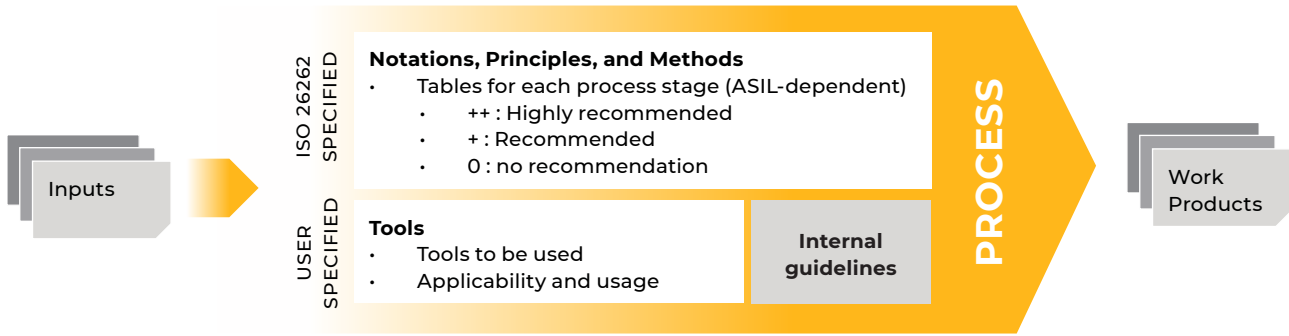 Inputs
ISO 26262
SPECIFIED
Notations, Principles, and Methods
• Tables for each process stage (ASIL-dependent)
• ++ : Highly recommended
• + : Recommended
• 0 : no recommendation
USER
SPECIFIED
Tools
• Tools to be used
• Applicability and usage
Internal
guidelines
PROCESS
Work
Products